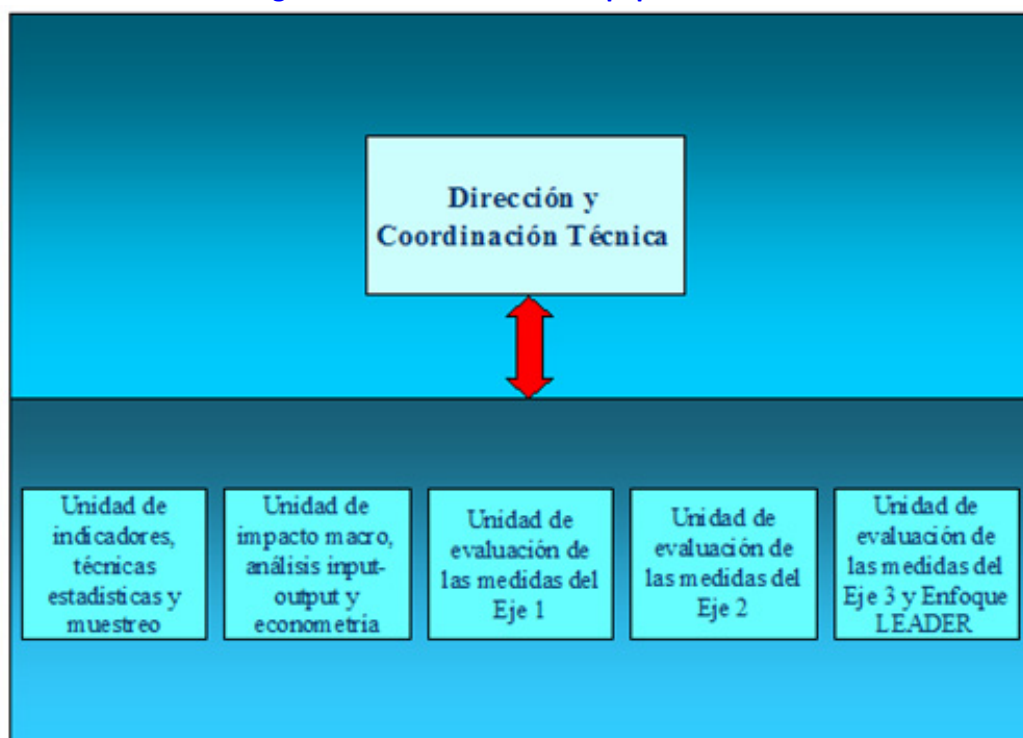 Dirección y
Coordinación Técnica
Unidad de
indicadores,
técnicas
estadísticas y
muestreo
Unidad de
impacto macro,
análisis input-
output y
econometría
Unidad de
evaluación de
las medidas del
Eje 1
Unidad de
evaluación de
las medidas del
Eje 2
Unidad de
evaluación de
las medidas del
Eje 3 y Enfoque
LEADER